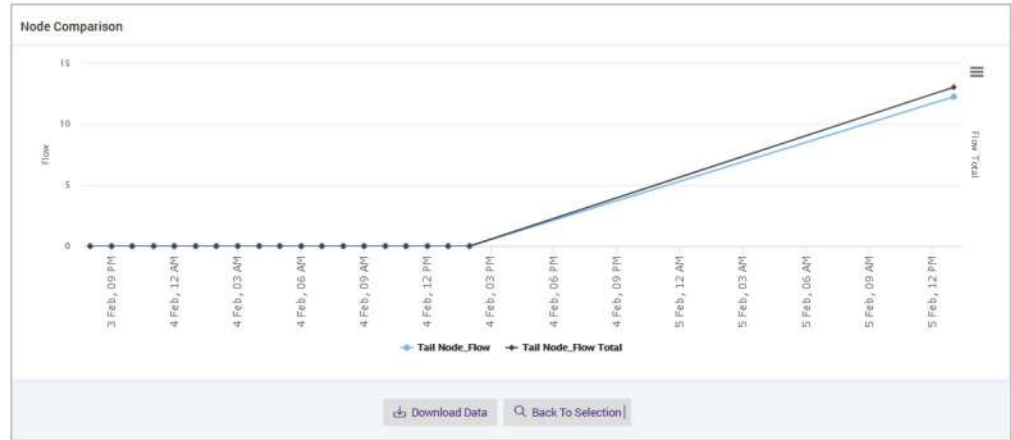 Node Comparison
15
10
5
0
Flow
Flow Total
3 Feb, 09 PM
4 Feb, 12 AM
4 Feb, 03 AM
4 Feb, 06 AM
4 Feb, 09 AM
4 Feb, 12 PM
4 Feb, 03 PM
4 Feb, 06 PM
4 Feb, 09 PM
5 Feb, 12 AM
5 Feb, 03 AM
5 Feb, 06 AM
5 Feb, 09 AM
5 Feb, 12 PM
Tail Node_Flow Tail Node_Flow Total
Download Data Back To Selection